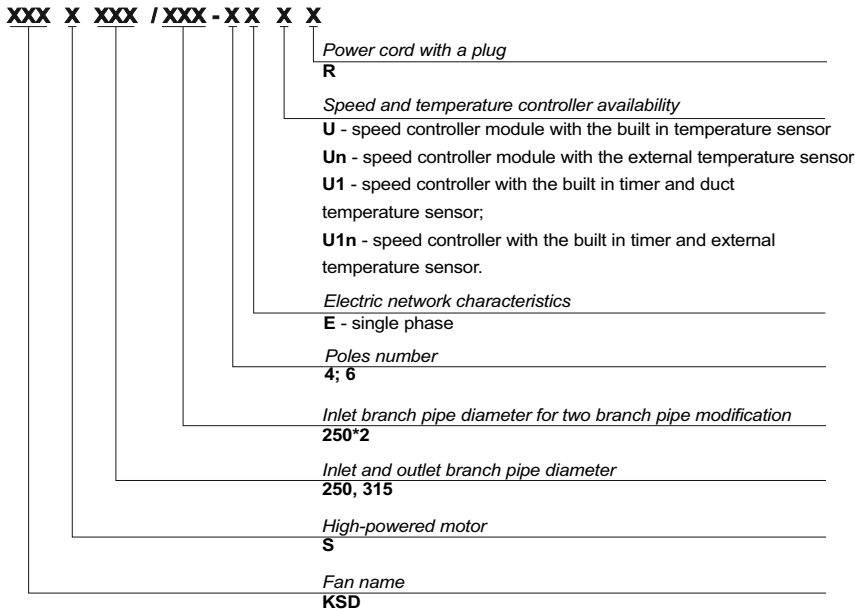 XXX X XXX / XXX - X X X X
Power cord with a plug
R
Speed and temperature controller availability
U - speed controller module with the built in temperature sensor
Un - speed controller module with the external temperature sensor
U1 - speed controller with the built in timer and duct
temperature sensor;
U1n - speed controller with the built in timer and external
temperature sensor.
Electric network characteristics
E - single phase
Poles number
4; 6
Inlet branch pipe diameter for two branch pipe modification
250*2
Inlet and outlet branch pipe diameter
250, 315
High-powered motor
S
Fan name
KSD